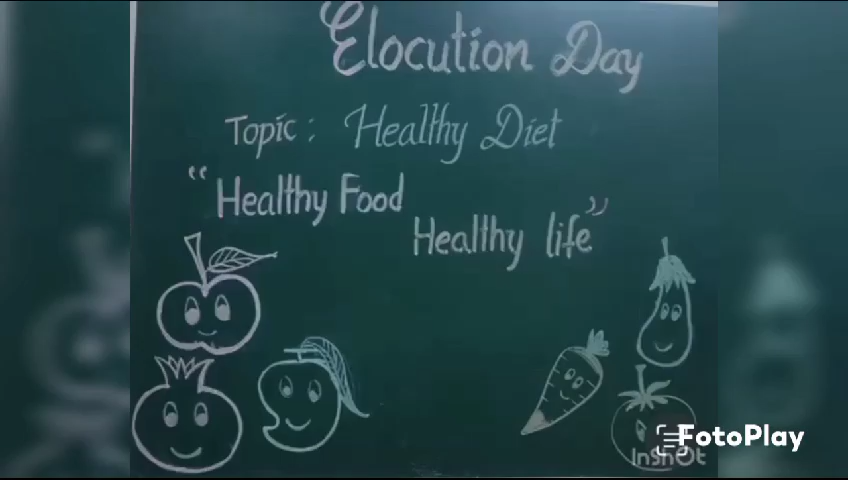 Elocution Day
Topic : Healthy Diet
"Healthy Food
Healthy life"
FotoPlay
InShOt